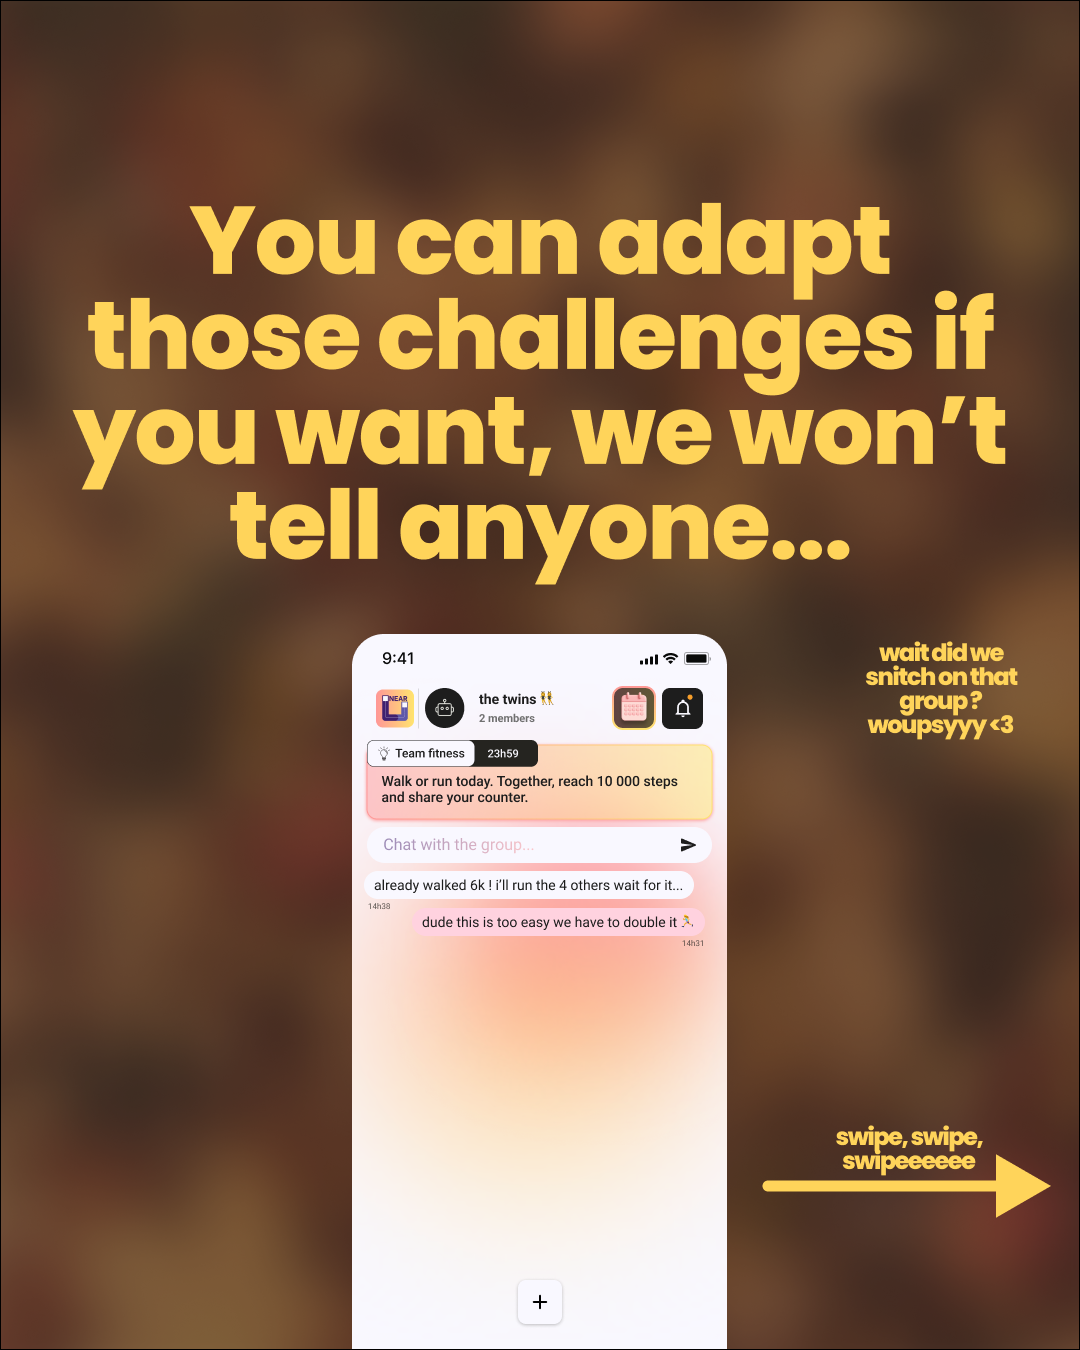 You can adapt
those challenges if
you want, we won’t
tell anyone...
wait did we
snitch on that
group ?
woupsyyy <3
9:41
NEAR
the twins 👯
2 members
Team fitness 23h59
Walk or run today. Together, reach 10 000 steps
and share your counter.
Chat with the group...
already walked 6k ! i’ll run the 4 others wait for it...
14h38
dude this is too easy we have to double it 🏃
14h31
swipe, swipe,
swipeeeeee
+